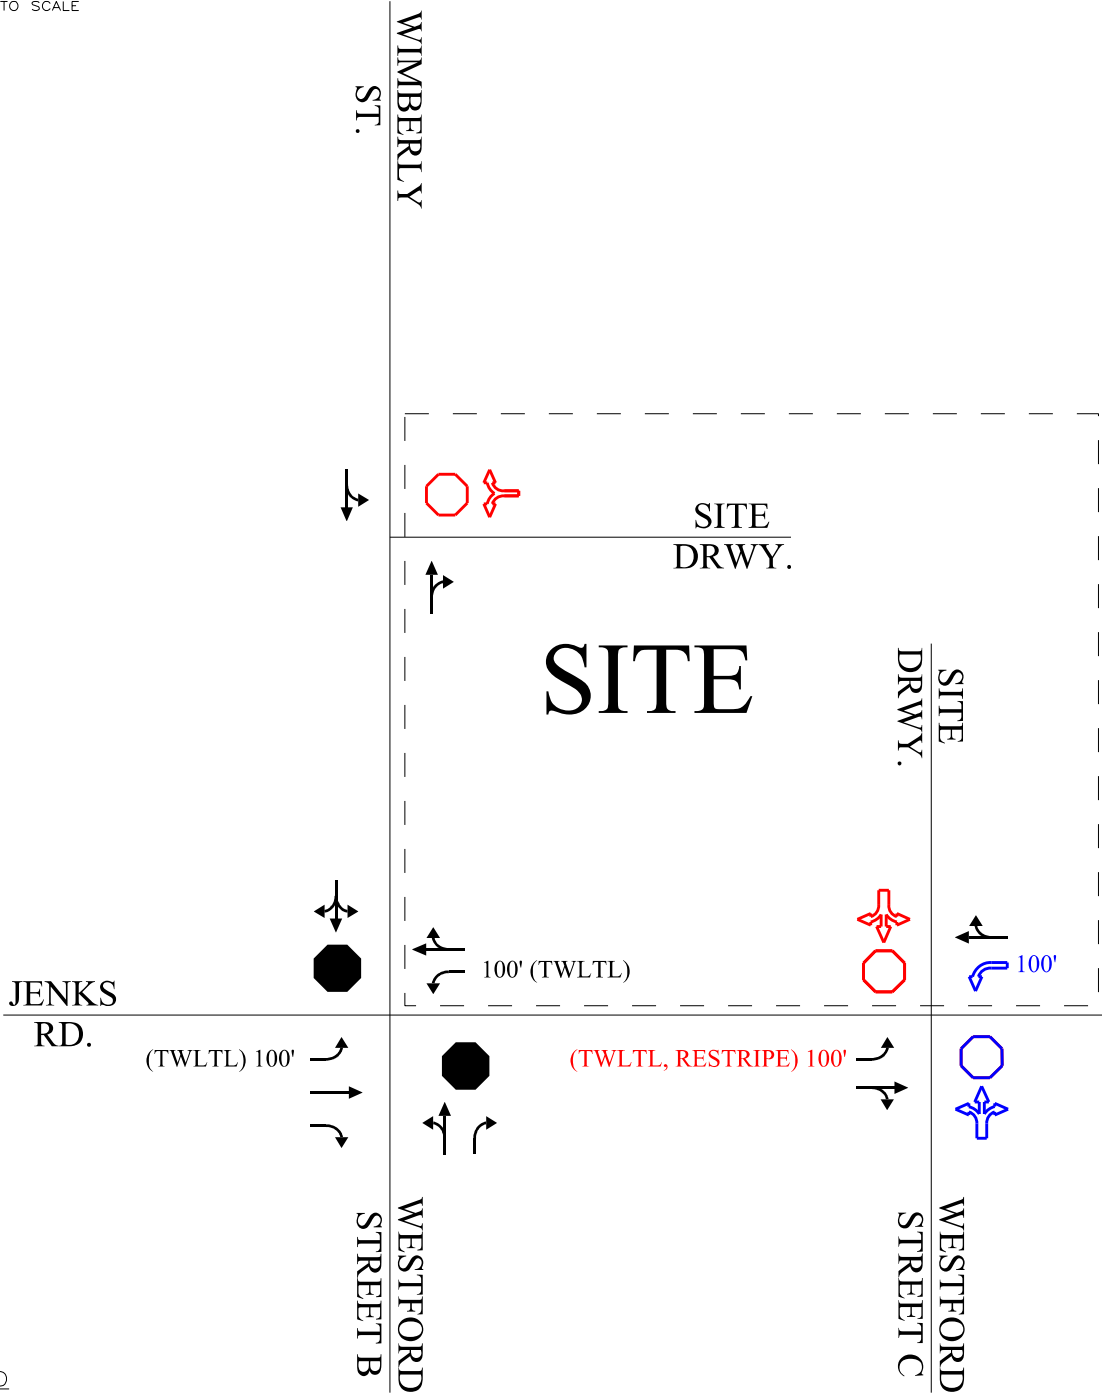 TO SCALE
WIMBERLY
ST.
SITE
DRWY.
SITE
SITE
DRWY.
100' (TWLTL)
100'
JENKS
RD.
(TWLTL) 100'
(TWLTL, RESTRIPE) 100'
WESTFORD
STREET B
WESTFORD
STREET C